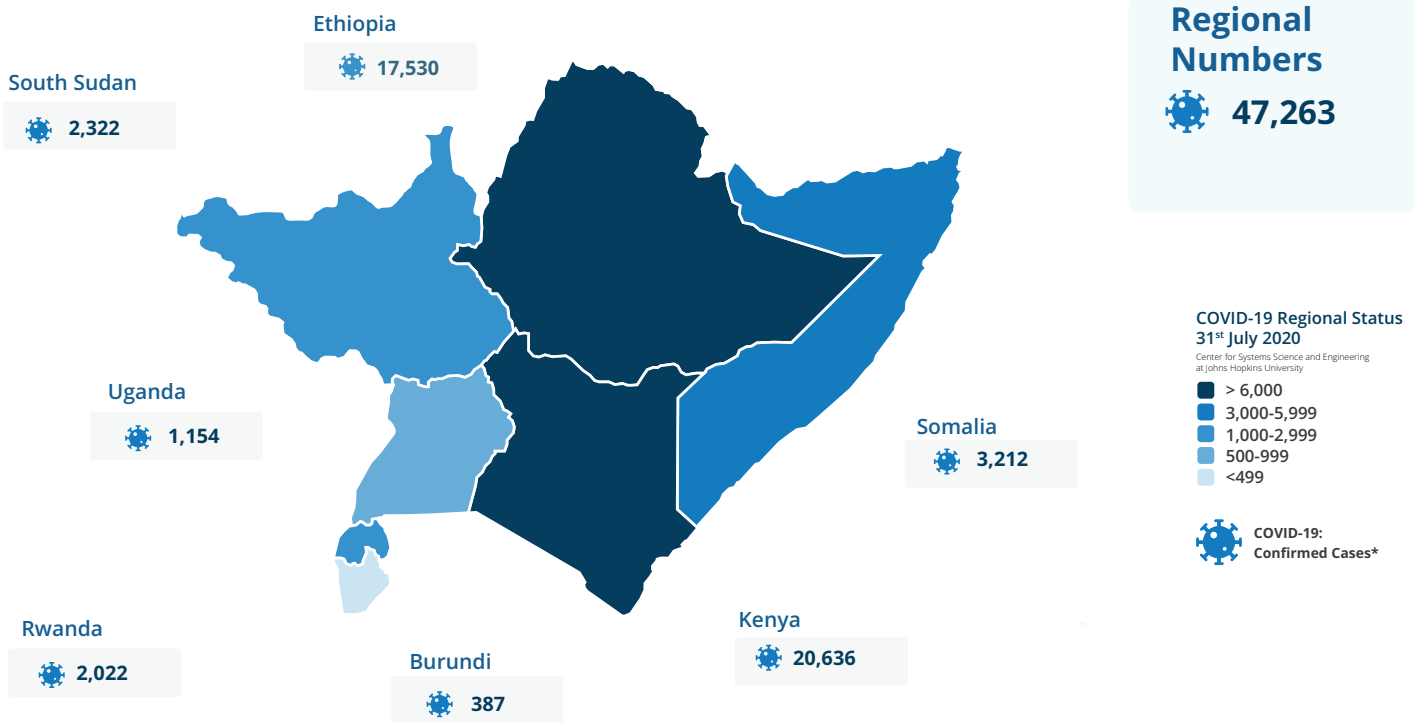 Ethiopia
17,530
South Sudan
2,322
Regional
Numbers
47,263
COVID-19 Regional Status
31st July 2020
Center for Systems Science and Engineering
at Johns Hopkins University
> 6,000
3,000-5,999
1,000-2,999
500-999
<499
COVID-19:
Confirmed Cases*
Uganda
1,154
Somalia
3,212
Rwanda
2,022
Burundi
387
Kenya
20,636